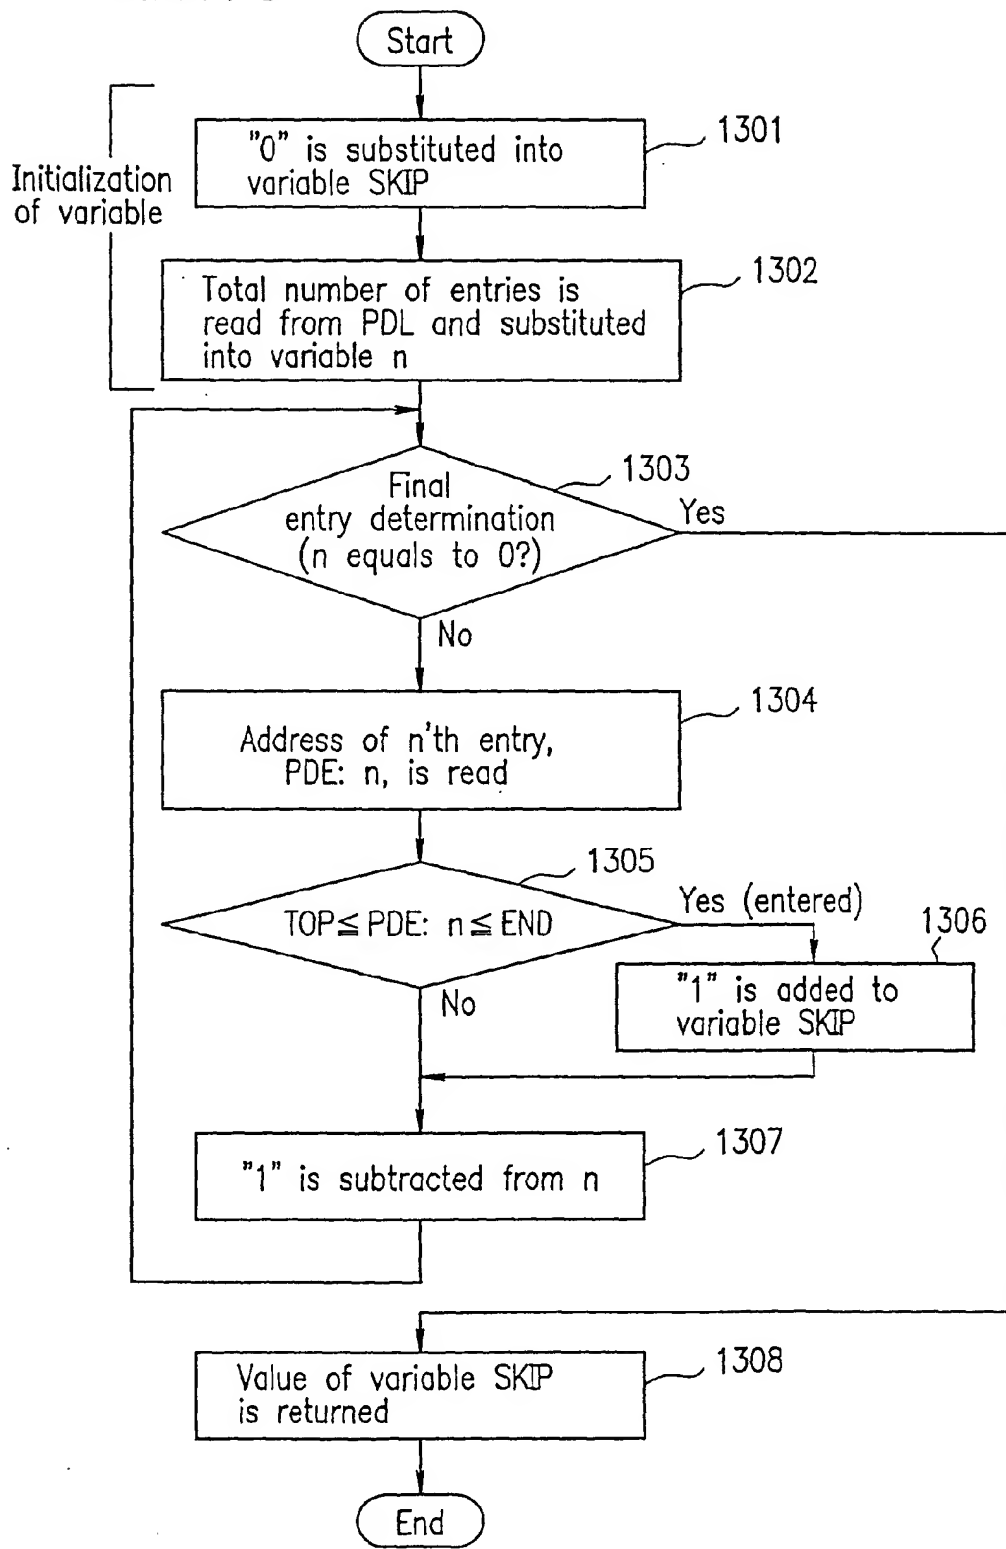 Start
1301
"0" is substituted into
variable SKIP
Initialization
of variable
1302
Total number of entries is
read from PDL and substituted
into variable n
1303
Final
entry determination
(n equals to 0?)
Yes
No
1304
Address of n'th entry,
PDE: n, is read
1305
TOP≦ PDE: n≦ END
Yes (entered)
1306
No
"1" is added to
variable SKIP
1307
"1" is subtracted from n
1308
Value of variable SKIP
is returned
End